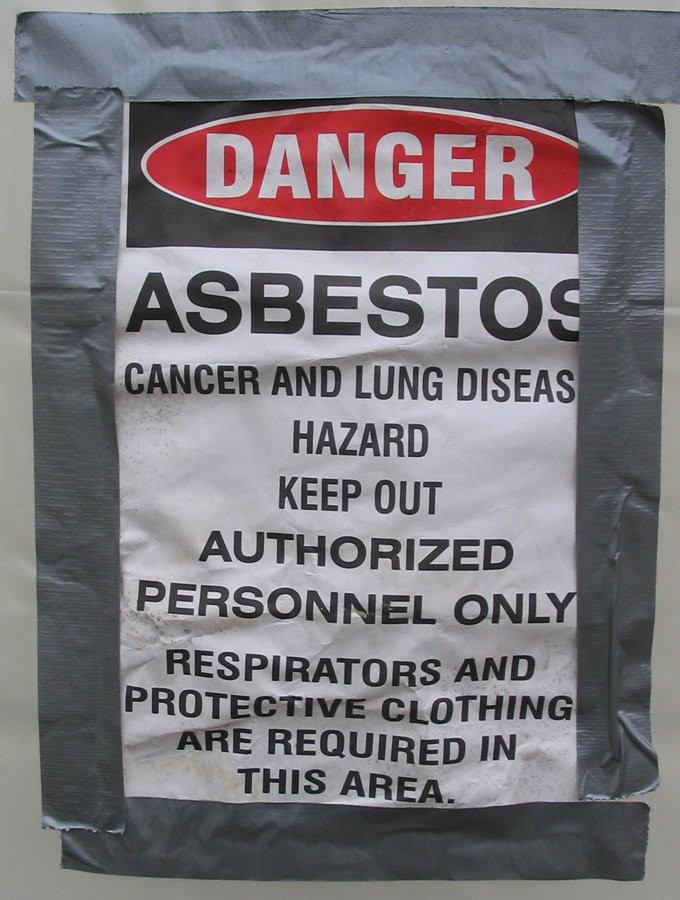 DANGER
ASBESTOS
CANCER AND LUNG DISEAS
HAZARD
KEEP OUT
AUTHORIZED
PERSONNEL ONLY
RESPIRATORS AND
PROTECTIVE CLOTHING
ARE REQUIRED IN
THIS AREA.